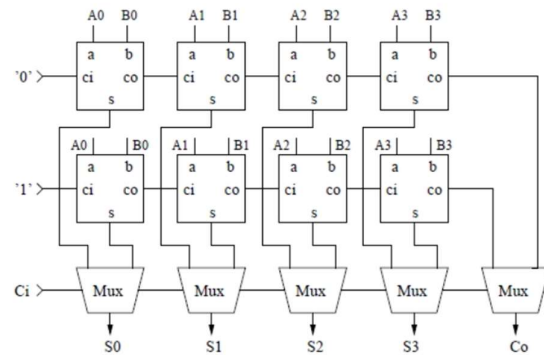 A0 B0 A1 B1 A2 B2 A3 B3
a b a b a b a b
'0' ci co ci co ci co ci co
s s s s
A0 B0 A1 B1 A2 B2 A3 B3
a b a b a b a b
'1' ci co ci co ci co ci co
s s s s
Ci Mux Mux Mux Mux Mux
S0 S1 S2 S3 Co